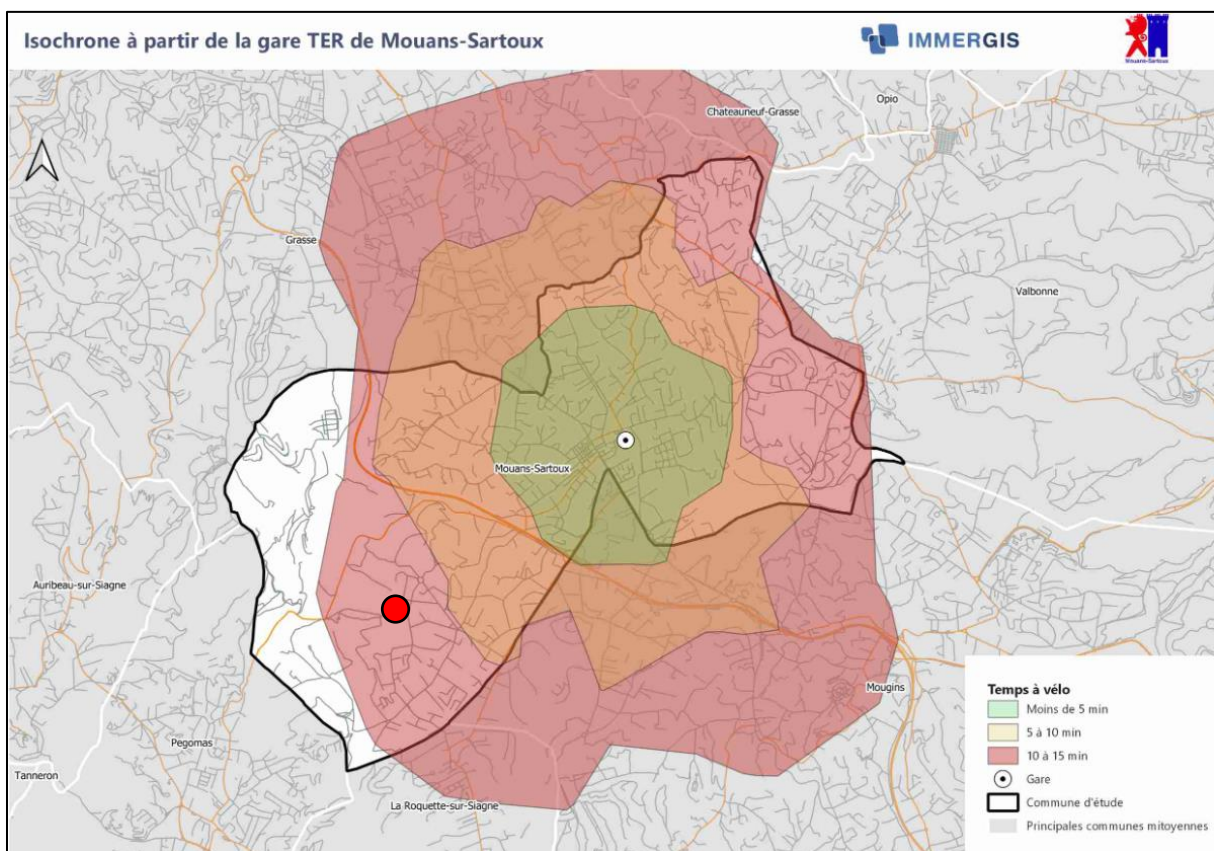 Isochrone à partir de la gare TER de Mouans-Sartoux
IMMERGIS
Mouans-Sartoux
Chateauneuf-Grasse
Opio
Grasse
Valbonne
Mouans-Sartoux
Auribeau-sur-Siagne
Mougins
Pegomas
Tanneron
La Roquette-sur-Siagne
Temps à vélo
Moins de 5 min
5 à 10 min
10 à 15 min
Gare
Commune d'étude
Principales communes mitoyennes